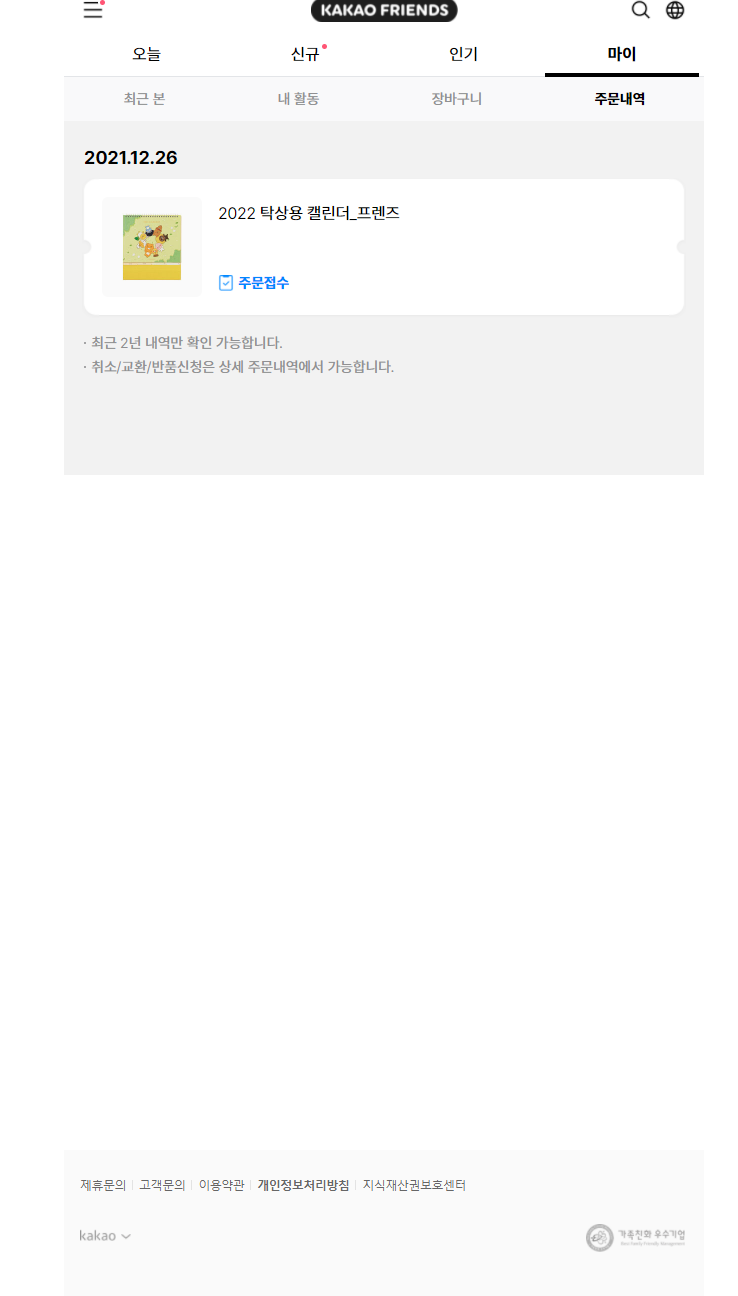 KAKAO FRIENDS
오늘 신규 인기 마이
최근 본 내 활동 장바구니 주문내역
2021.12.26
2022 탁상용 캘린더_프렌즈
주문접수
· 최근 2년 내역만 확인 가능합니다.
· 취소/교환/반품신청은 상세 주문내역에서 가능합니다.
제휴문의 고객문의 이용약관 개인정보처리방침 지식재산권보호센터
kakao
가족친화 우수기업